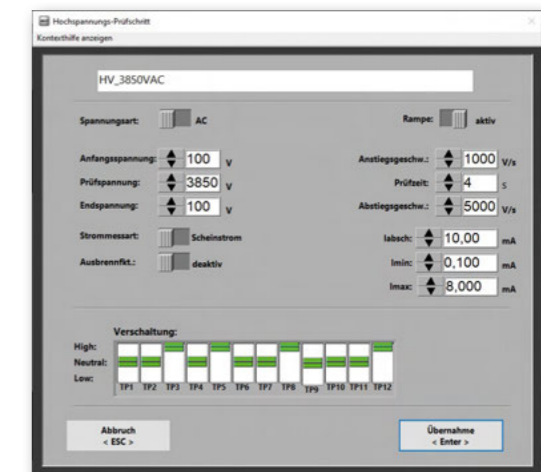 Hochspannungs-Prüfschritt
Kontexthilfe anzeigen
HV_3850VAC
Spannungsart: AC Rampe: aktiv
Anfangsspannung: 100 V Anstiegsgeschw.: 1000 V/s
Prüfspannung: 3850 V Prüfzeit: 4 s
Endspannung: 100 V Abstiegsgeschw.: 5000 V/s
Strommessart: Scheinstrom Iabsch: 10,00 mA
Ausbrennfkt.: deaktiv Imin: 0,100 mA
Imax: 8,000 mA
Verschaltung:
High:
Neutral:
Low:
TP1 TP2 TP3 TP4 TP5 TP6 TP7 TP8 TP9 TP10 TP11 TP12
Abbruch Übernahme
< ESC > < Enter >